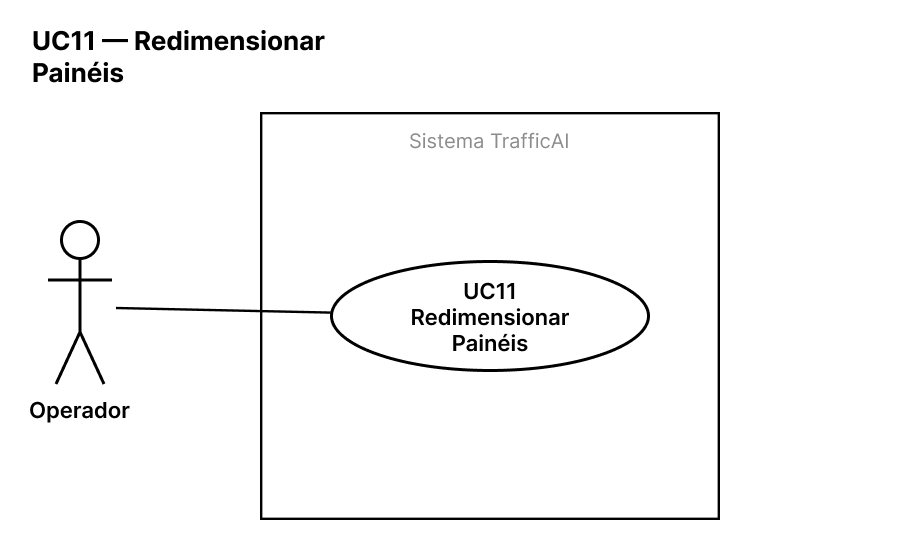 UC11 — Redimensionar
Painéis
Sistema TrafficAI
UC11
Redimensionar
Painéis
Operador